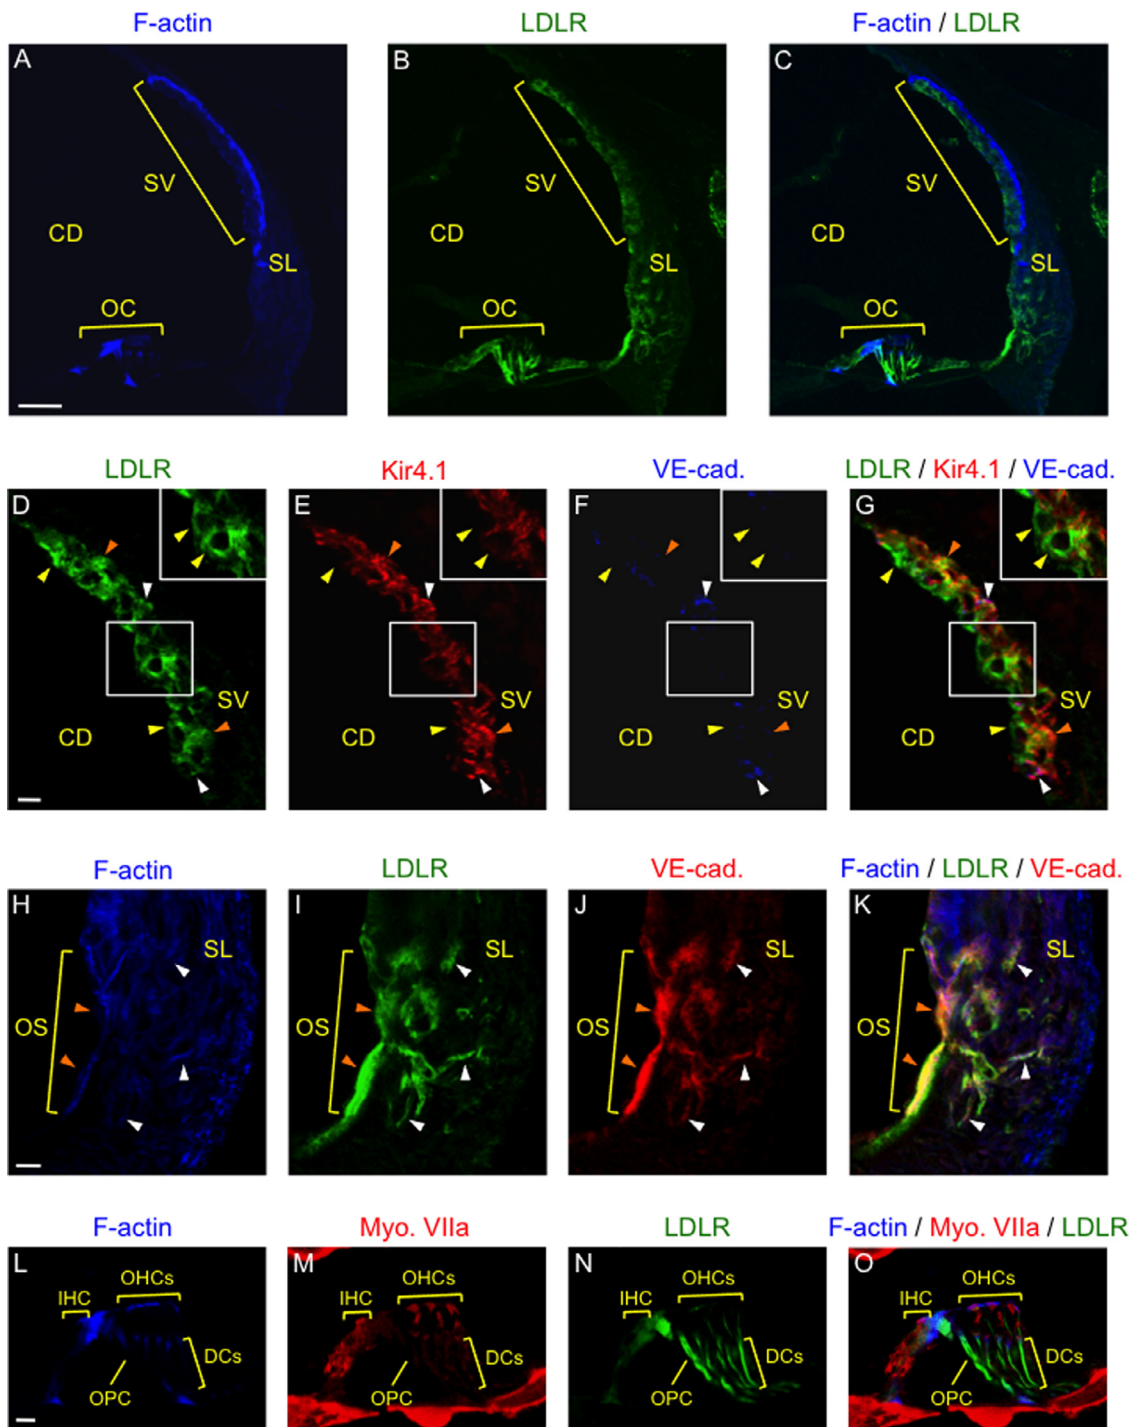 F-actin LDLR F-actin / LDLR
A B C
SV SV SV
CD CD CD
SL SL SL
OC OC OC
LDLR Kir4.1 VE-cad. LDLR / Kir4.1 / VE-cad.
D E F G
SV SV SV SV
CD CD CD CD
F-actin LDLR VE-cad. F-actin / LDLR / VE-cad.
H I J K
SL SL SL SL
OS OS OS OS
F-actin Myo. VIIa LDLR F-actin / Myo. VIIa / LDLR
L M N O
OHCs OHCs OHCs OHCs
IHC IHC IHC IHC
DCs DCs DCs DCs
OPC OPC OPC OPC